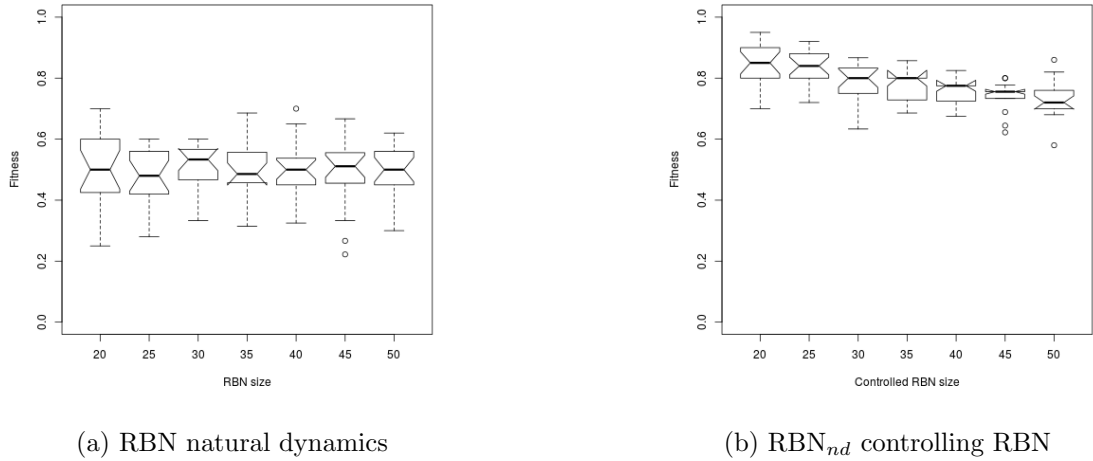 Fitness
0.0 0.2 0.4 0.6 0.8 1.0
20 25 30 35 40 45 50
RBN size
(a) RBN natural dynamics
Fitness
0.0 0.2 0.4 0.6 0.8 1.0
20 25 30 35 40 45 50
Controlled RBN size
(b) RBN_{nd} controlling RBN